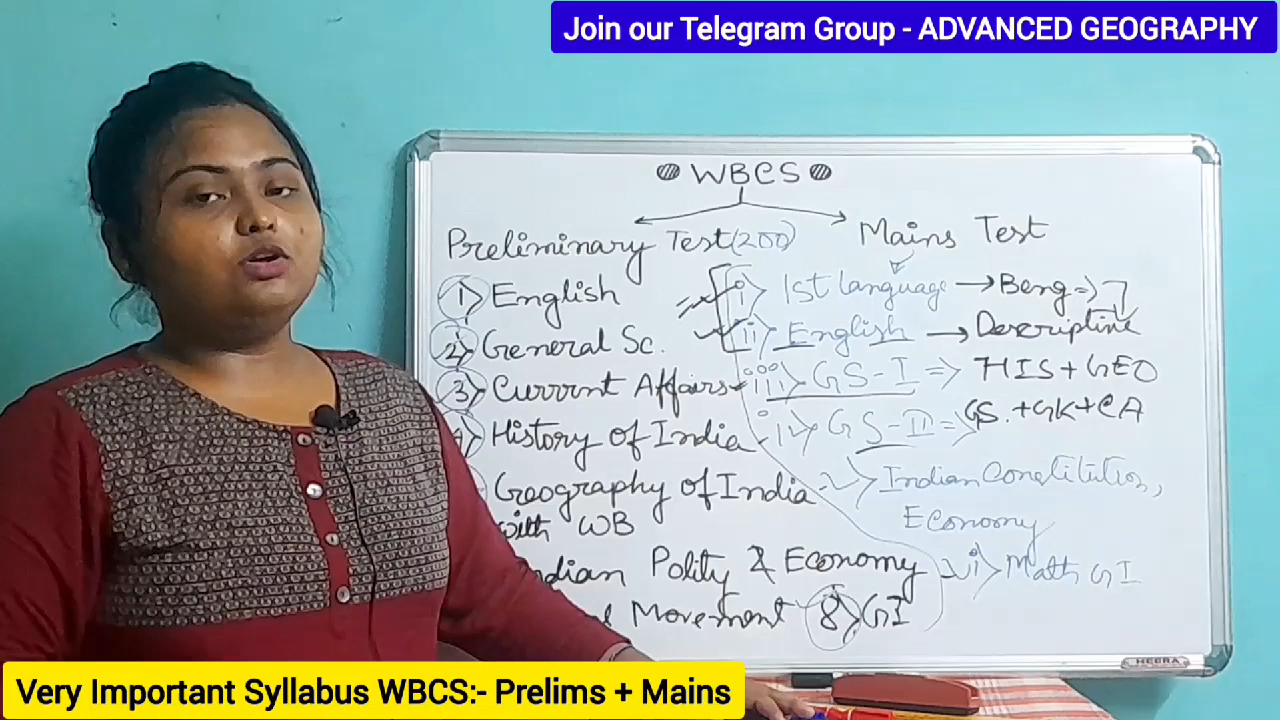 Join our Telegram Group - ADVANCED GEOGRAPHY
WBCS
Preliminary Test(200)
1) English
2) General Sc.
3) Currrnt Affairs
History of India
Geography of India
with WB
Indian Polity & Economy
Movement 8) GI
Mains Test
i) 1st language → Beng ⇒
ii) English → Descriptine
iii) GS-I ⇒ HIS + GEO
iv) GS-II ⇒ GS. + GK + CA
v) Indian Constitution,
Economy
vi) Math GI
Very Important Syllabus WBCS:- Prelims + Mains